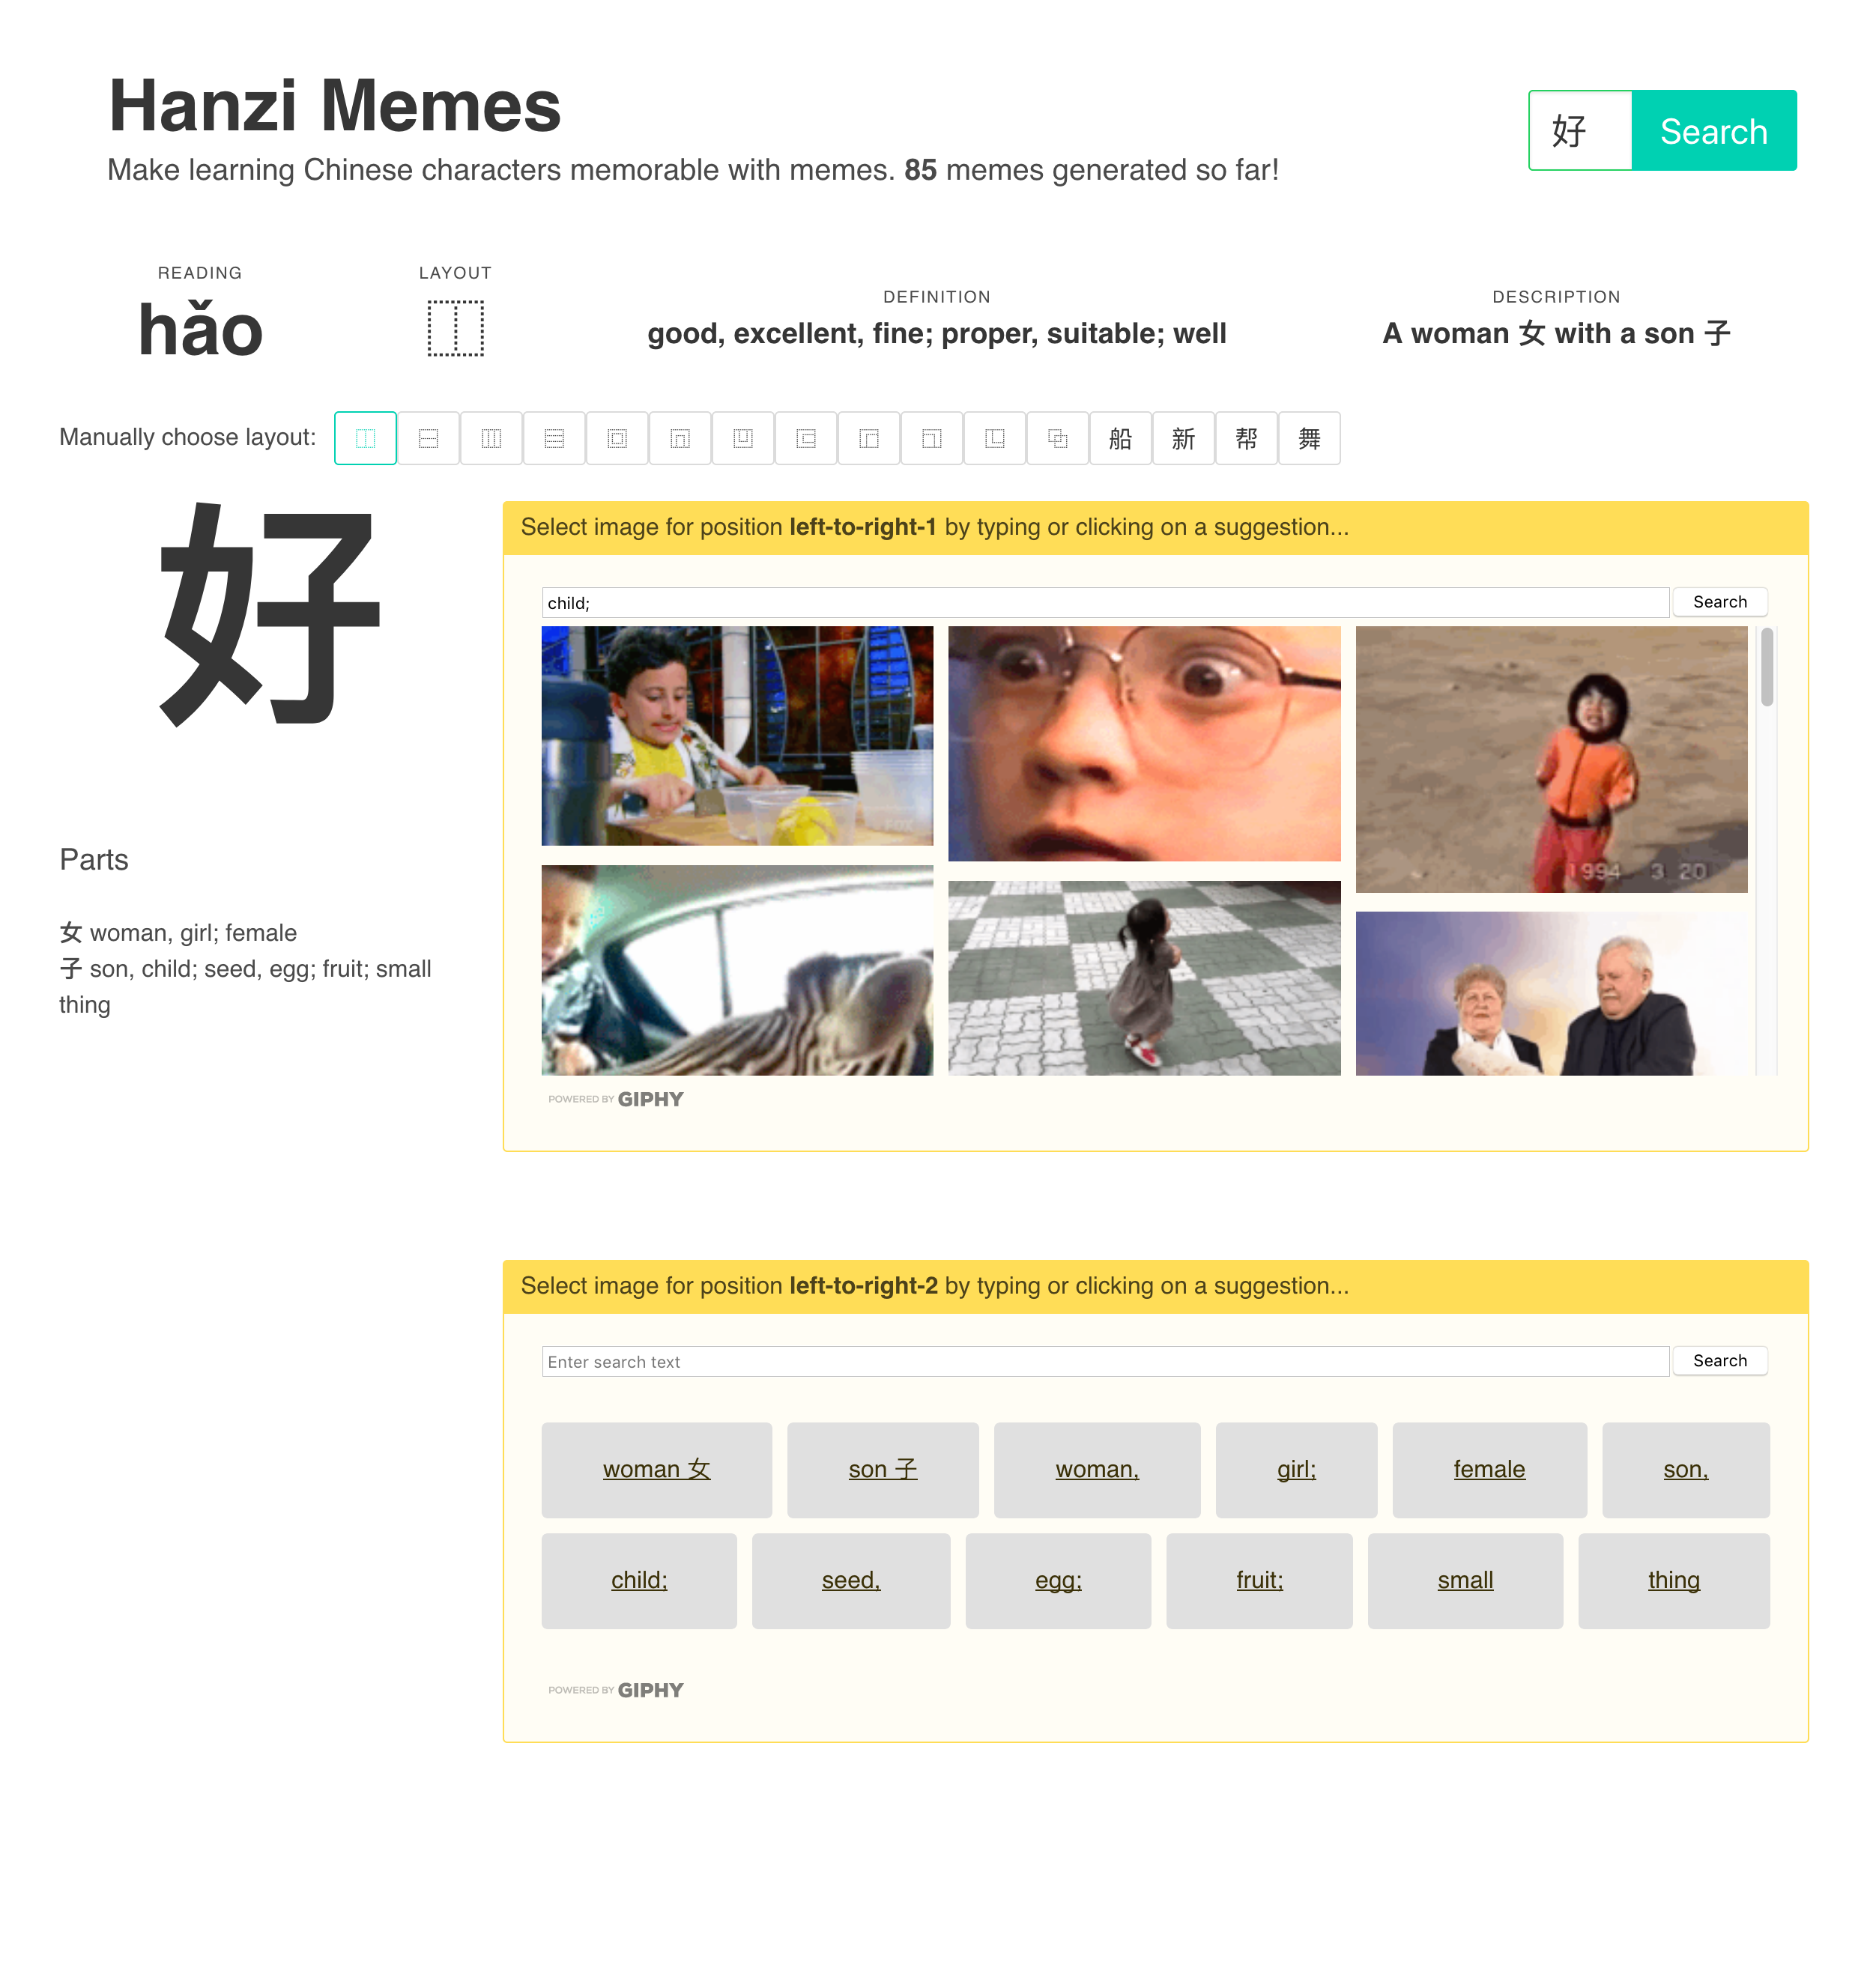 Hanzi Memes
Make learning Chinese characters memorable with memes. 85 memes generated so far!
好 Search
READING
hǎo
LAYOUT
⿰
DEFINITION
good, excellent, fine; proper, suitable; well
DESCRIPTION
A woman 女 with a son 子
Manually choose layout: ⿰ ⿱ ⿲ ⿳ ⿴ ⿵ ⿶ ⿷ ⿸ ⿹ ⿺ ⿻ 船 新 帮 舞
好
Parts
女 woman, girl; female
子 son, child; seed, egg; fruit; small
thing
Select image for position left-to-right-1 by typing or clicking on a suggestion...
child; Search
1994 3 20
POWERED BY GIPHY
Select image for position left-to-right-2 by typing or clicking on a suggestion...
Enter search text Search
woman 女 son 子 woman, girl; female son,
child; seed, egg; fruit; small thing
POWERED BY GIPHY